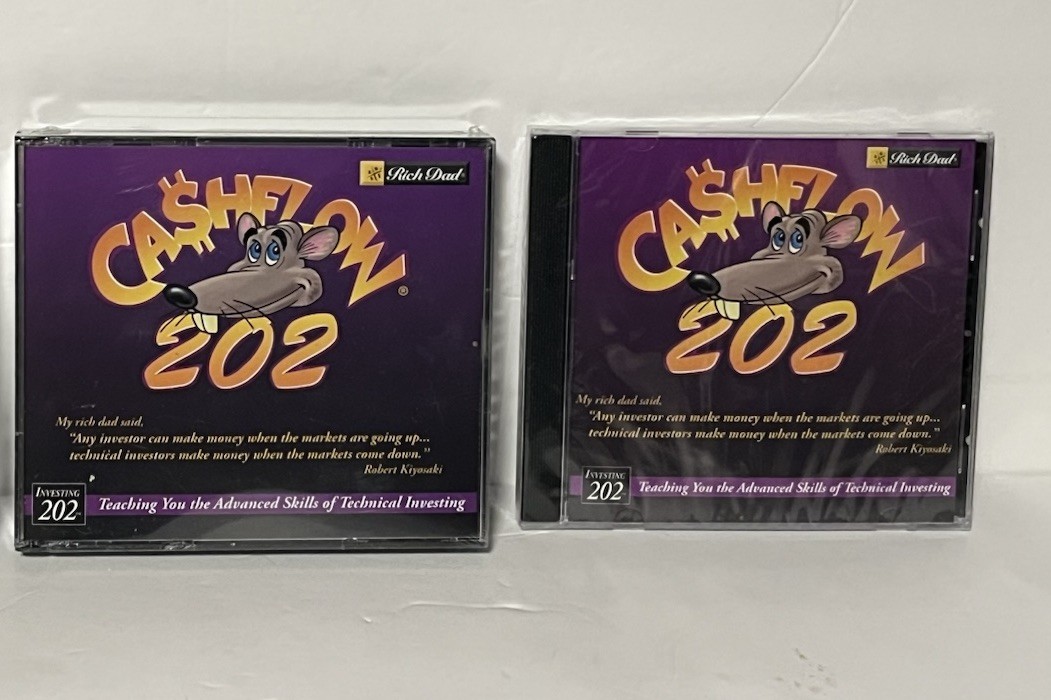 Rich Dad®
CA$HFLOW®
202
My rich dad said,
"Any investor can make money when the markets are going up...
technical investors make money when the markets come down."
Robert Kiyosaki
INVESTING
202
Teaching You the Advanced Skills of Technical Investing
Rich Dad
CA$HFLOW
202
My rich dad said,
"Any investor can make money when the markets are going up...
technical investors make money when the markets come down."
Robert Kiyosaki
INVESTING
202
Teaching You the Advanced Skills of Technical Investing